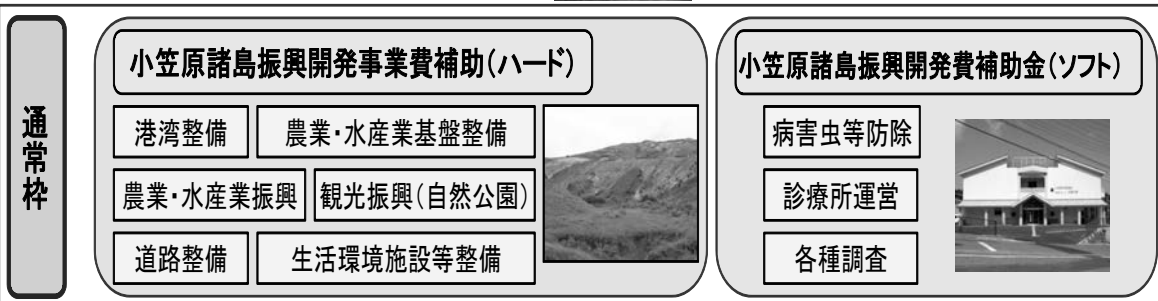 通常枠
小笠原諸島振興開発事業費補助(ハード)
港湾整備
農業・水産業基盤整備
農業・水産業振興
観光振興(自然公園)
道路整備
生活環境施設等整備
小笠原諸島振興開発費補助金(ソフト)
病害虫等防除
診療所運営
各種調査